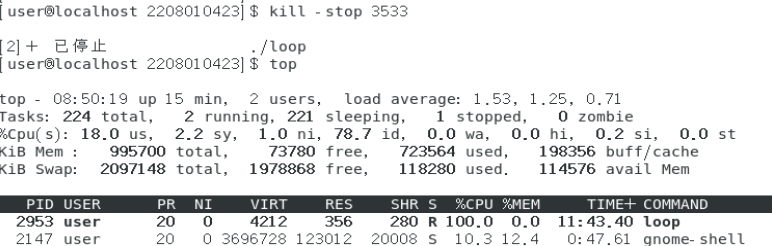 [user@localhost 2208010423]$ kill -stop 3533
[2]+ 已停止 ./loop
[user@localhost 2208010423]$ top
top - 08:50:19 up 15 min, 2 users, load average: 1.53, 1.25, 0.71
Tasks: 224 total, 2 running, 221 sleeping, 1 stopped, 0 zombie
%Cpu(s): 18.0 us, 2.2 sy, 1.0 ni, 78.7 id, 0.0 wa, 0.0 hi, 0.2 si, 0.0 st
KiB Mem : 995700 total, 73780 free, 723564 used, 198356 buff/cache
KiB Swap: 2097148 total, 1978868 free, 118280 used. 114576 avail Mem
PID USER PR NI VIRT RES SHR S %CPU %MEM TIME+ COMMAND
2953 user 20 0 4212 356 280 R 100.0 0.0 11:43.40 loop
2147 user 20 0 3696728 123012 20008 S 10.3 12.4 0:47.61 gnome-shell